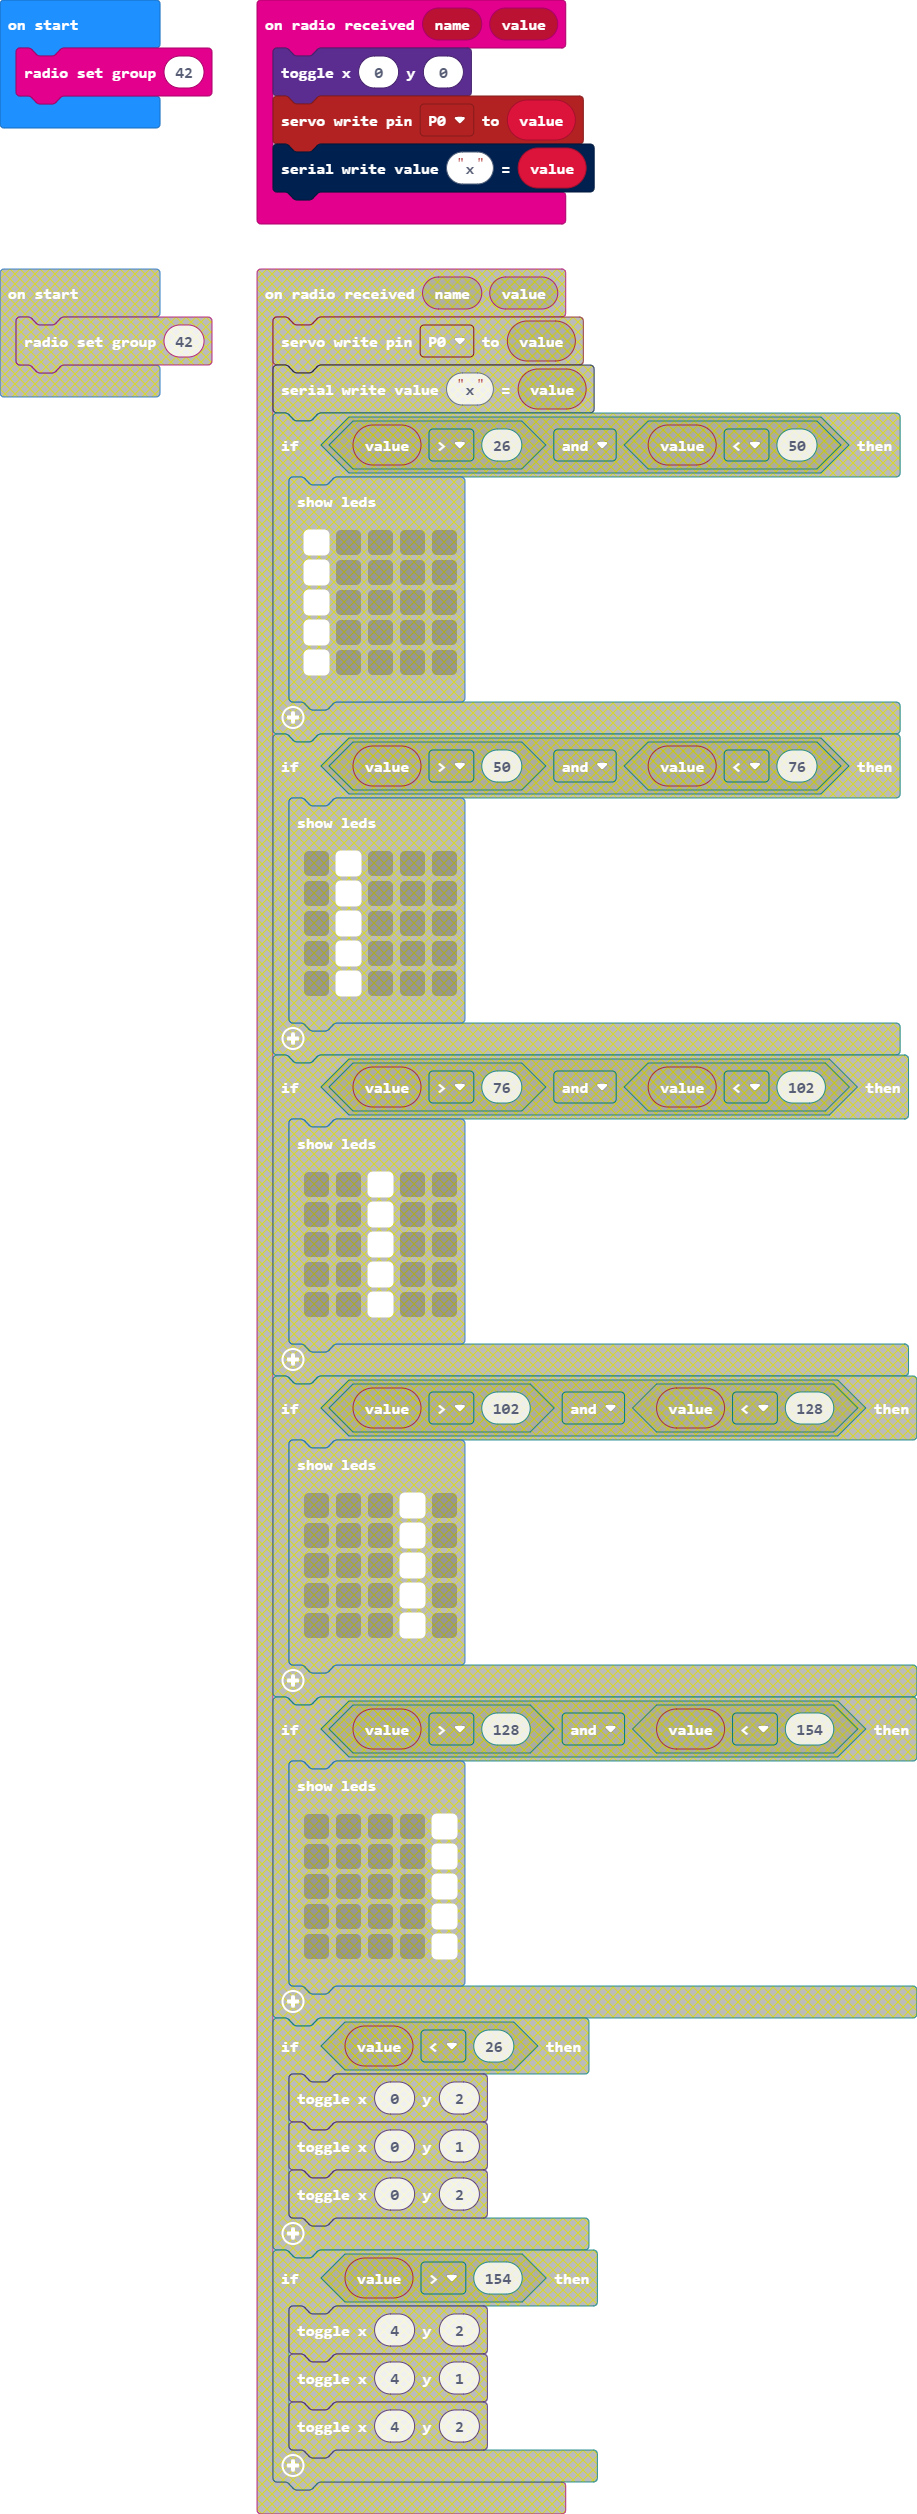 on start
radio set group 42
on radio received name value
toggle x 0 y 0
servo write pin P0 to value
serial write value "x" = value
on start
radio set group 42
on radio received name value
servo write pin P0 to value
serial write value "x" = value
if value > 26 and value < 50 then
show leds
if value > 50 and value < 76 then
show leds
if value > 76 and value < 102 then
show leds
if value > 102 and value < 128 then
show leds
if value > 128 and value < 154 then
show leds
if value < 26 then
toggle x 0 y 2
toggle x 0 y 1
toggle x 0 y 2
if value > 154 then
toggle x 4 y 2
toggle x 4 y 1
toggle x 4 y 2